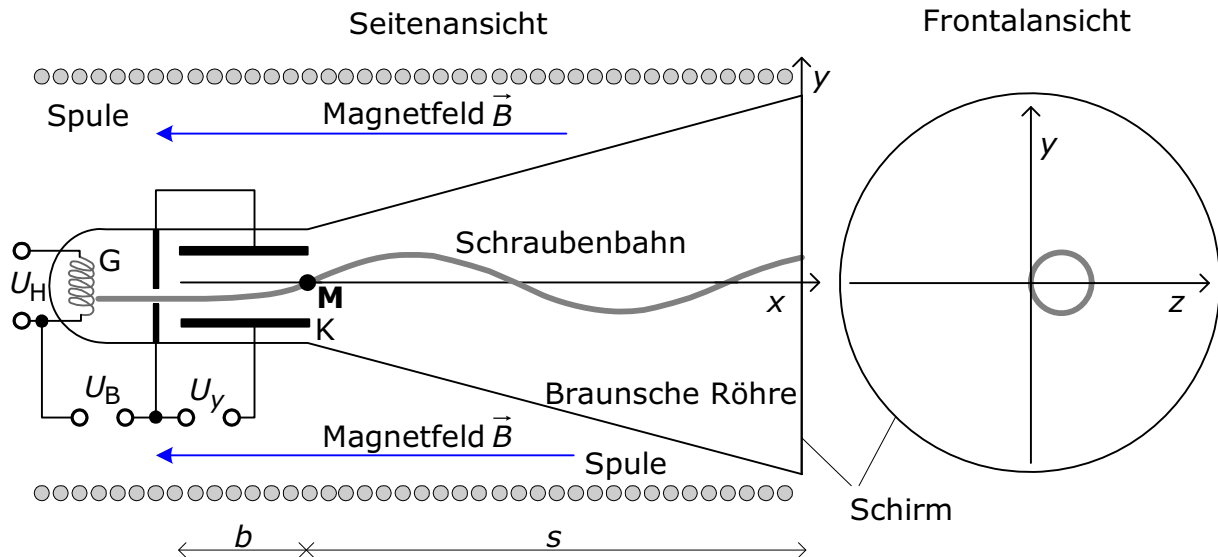 Seitenansicht
Frontalansicht
y
Spule
Magnetfeld B⃗
y
G
Schraubenbahn
U_H
M
x
z
K
U_B
U_y
Braunsche Röhre
Magnetfeld B⃗
Spule
Schirm
b
s